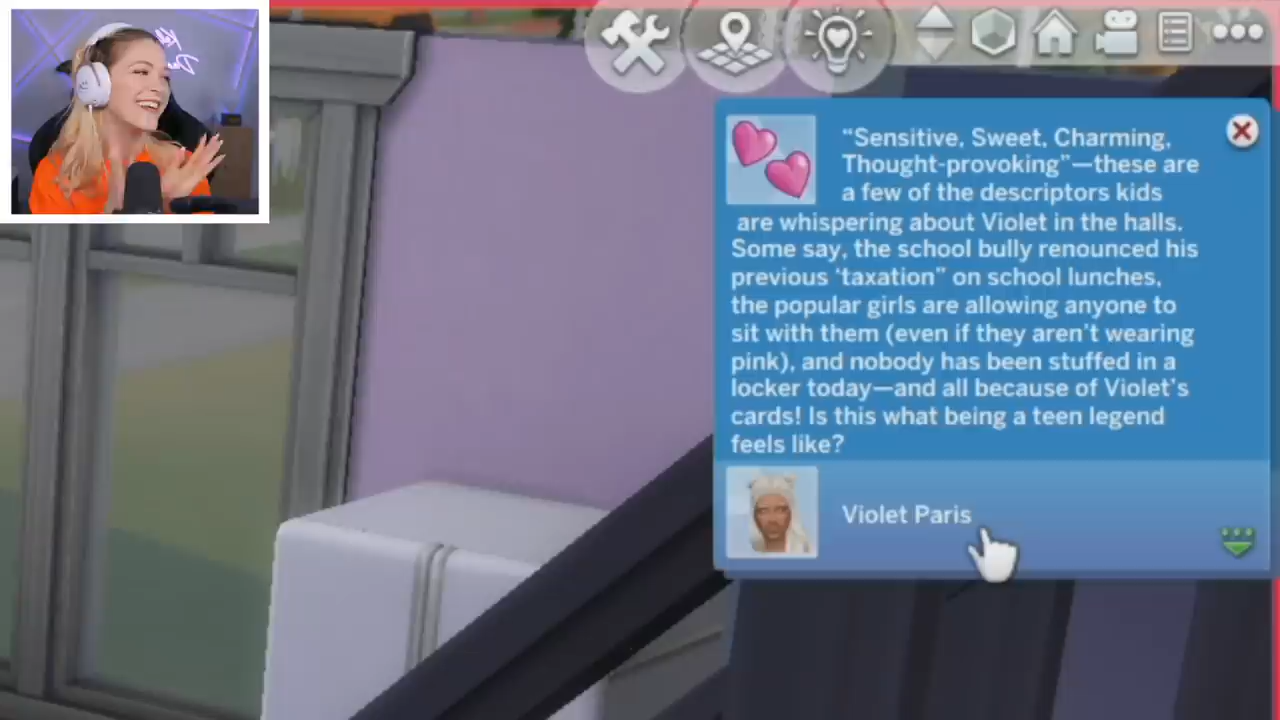 “Sensitive, Sweet, Charming,
Thought-provoking”—these are
a few of the descriptors kids
are whispering about Violet in the halls.
Some say, the school bully renounced his
previous ‘taxation” on school lunches,
the popular girls are allowing anyone to
sit with them (even if they aren’t wearing
pink), and nobody has been stuffed in a
locker today—and all because of Violet’s
cards! Is this what being a teen legend
feels like?
Violet Paris